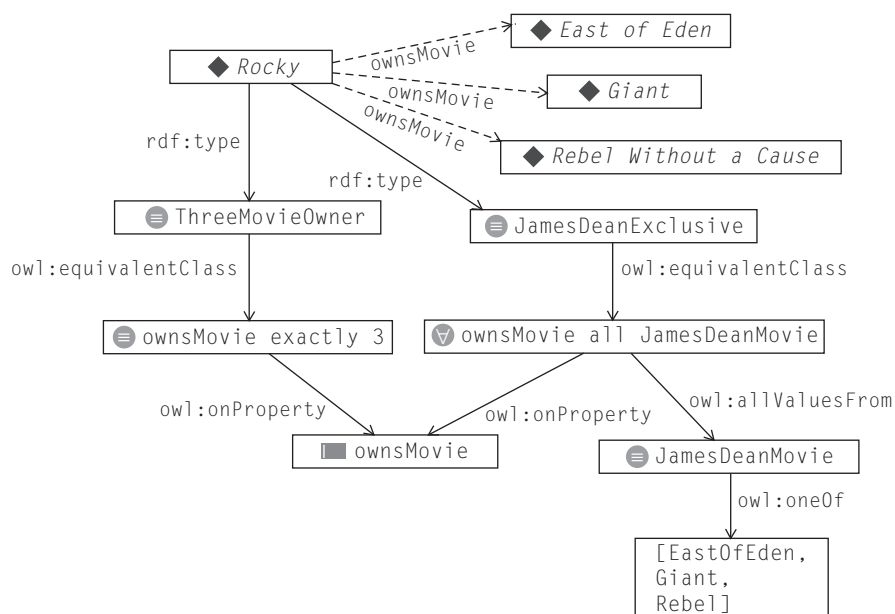 East of Eden
Rocky
ownsMovie
ownsMovie
Giant
ownsMovie
Rebel Without a Cause
rdf:type
rdf:type
ThreeMovieOwner
JamesDeanExclusive
owl:equivalentClass
owl:equivalentClass
ownsMovie exactly 3
ownsMovie all JamesDeanMovie
owl:onProperty
owl:onProperty
owl:allValuesFrom
ownsMovie
JamesDeanMovie
owl:oneOf
[EastOfEden,
Giant,
Rebel]